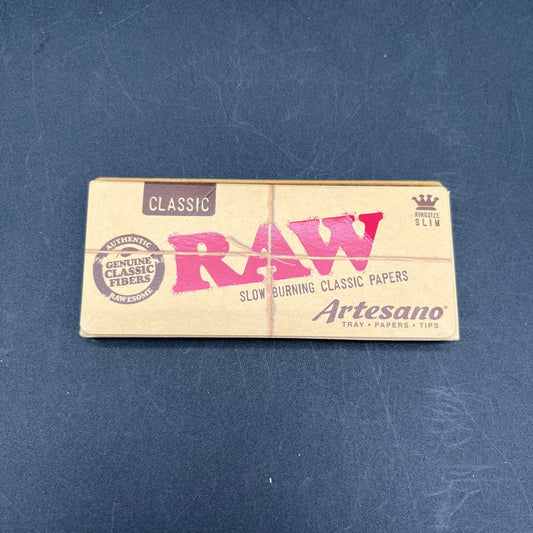 CLASSIC
KINGSIZE
SLIM
AUTHENTIC
GENUINE
CLASSIC
FIBERS
RAWESOME
RAW
SLOW BURNING CLASSIC PAPERS
Artesano®
TRAY • PAPERS • TIPS